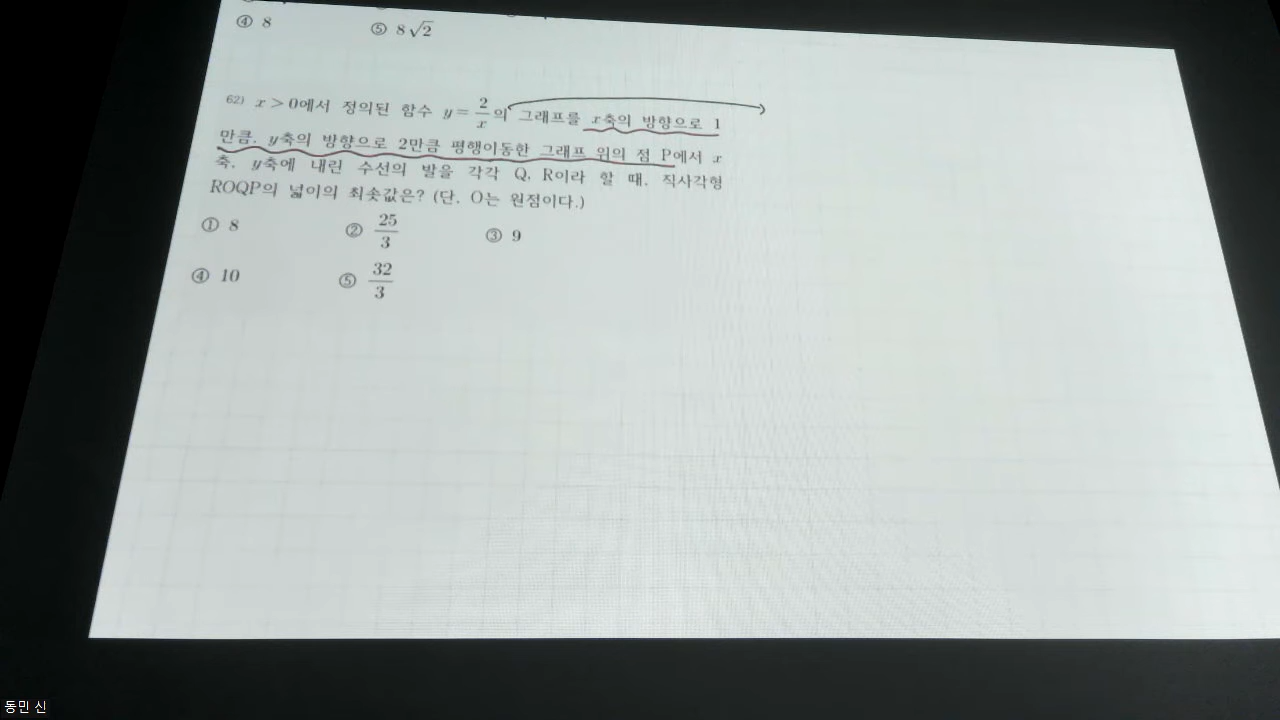 ④ 8 ⑤ 8√2
62) x > 0에서 정의된 함수 y = 2/x 의 그래프를 x축의 방향으로 1
만큼, y축의 방향으로 2만큼 평행이동한 그래프 위의 점 P에서 x
축, y축에 내린 수선의 발을 각각 Q, R이라 할 때, 직사각형
ROQP의 넓이의 최솟값은? (단, O는 원점이다.)
① 8 ② 25/3 ③ 9
④ 10 ⑤ 32/3
동민 신